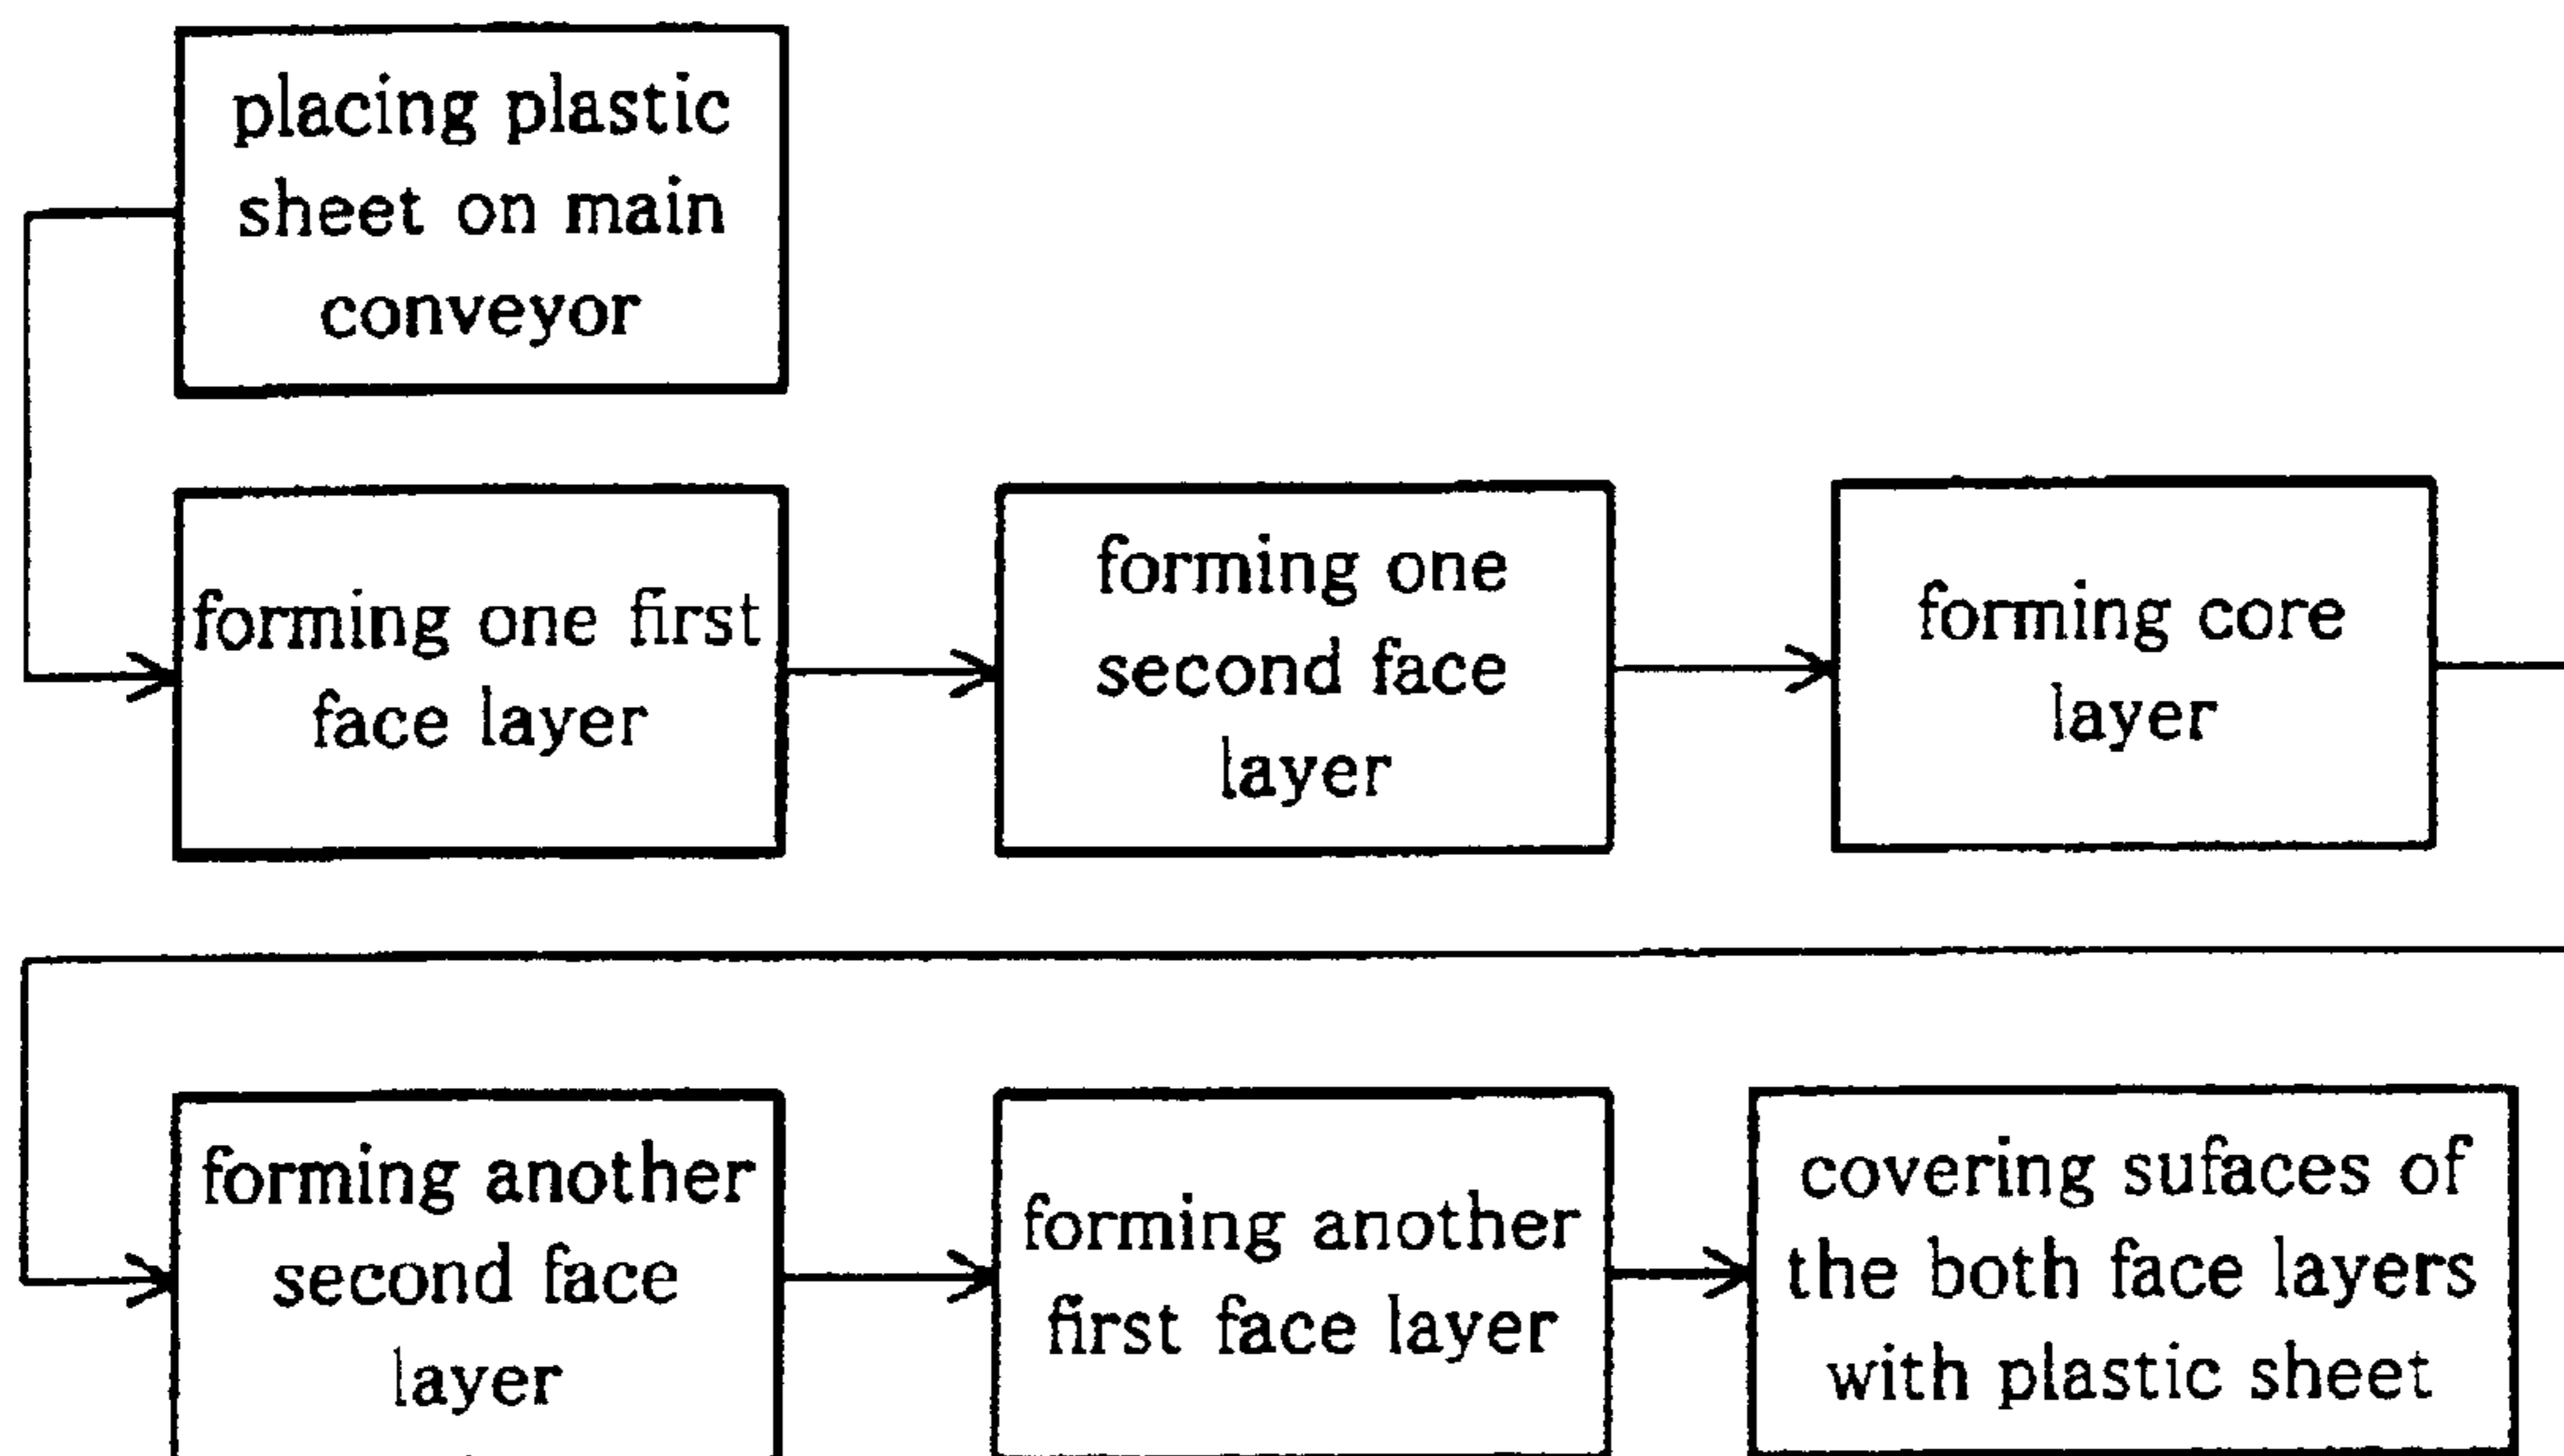 placing plastic
sheet on main
conveyor
forming one first
face layer
forming one
second face
layer
forming core
layer
forming another
second face
layer
forming another
first face layer
covering sufaces of
the both face layers
with plastic sheet